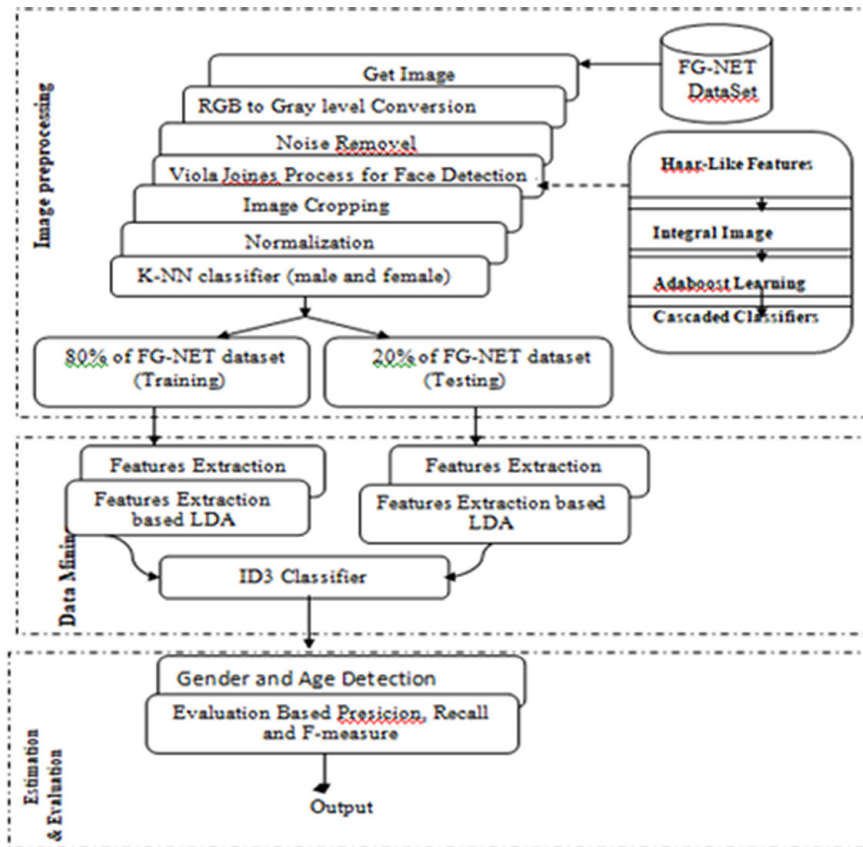 Image preprocessing
Get Image
RGB to Gray level Conversion
Noise Removel
Viola Joines Process for Face Detection
Image Cropping
Normalization
K-NN classifier (male and female)
FG-NET
DataSet
Haar-Like Features
Integral Image
Adaboost Learning
Cascaded Classifiers
80% of FG-NET dataset
(Training)
20% of FG-NET dataset
(Testing)
Data Mining
Features Extraction
Features Extraction
based LDA
Features Extraction
Features Extraction based
LDA
ID3 Classifier
Estimation
& Evaluation
Gender and Age Detection
Evaluation Based Presicion, Recall
and F-measure
Output